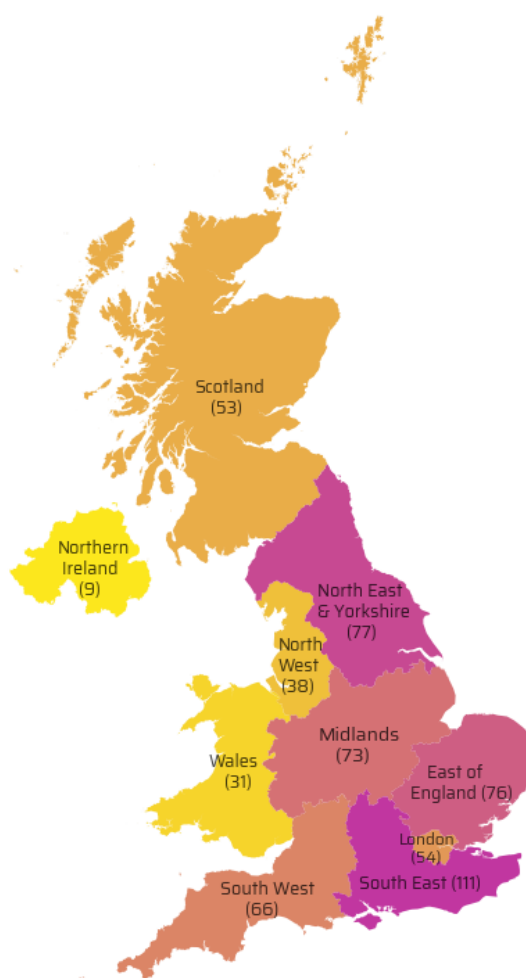 Scotland
(53)
Northern
Ireland
(9)
North East
& Yorkshire
(77)
North
West
(38)
Midlands
(73)
Wales
(31)
East of
England (76)
London
(54)
South East (111)
South West
(66)